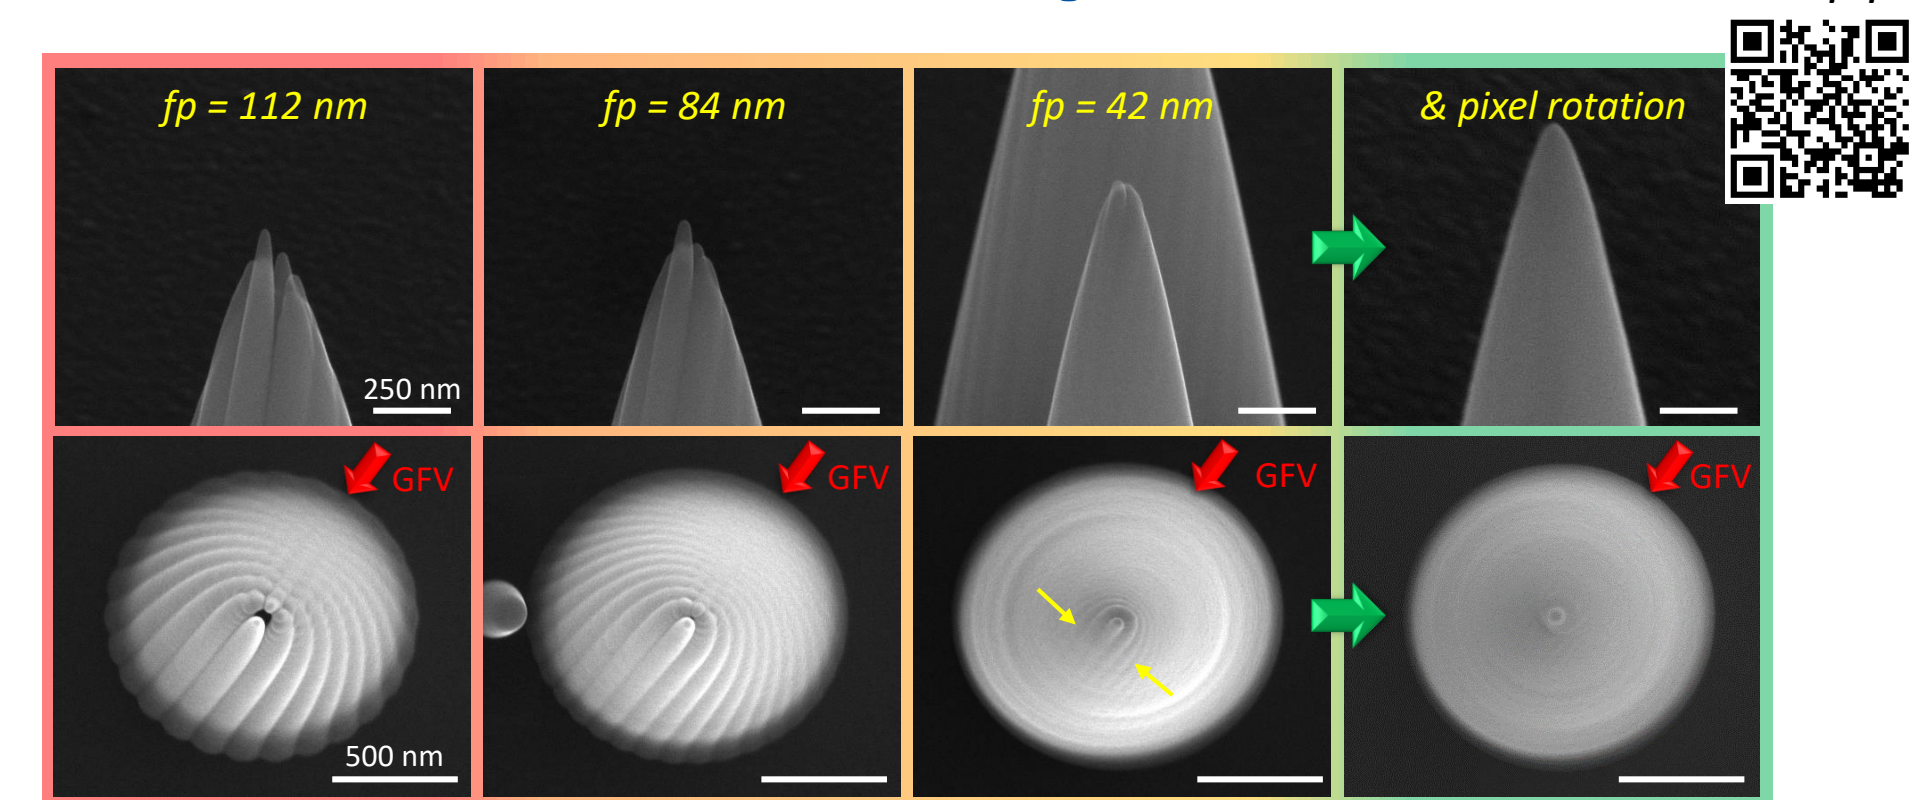 fp = 112 nm
fp = 84 nm
fp = 42 nm
& pixel rotation
250 nm
GFV
GFV
GFV
GFV
500 nm